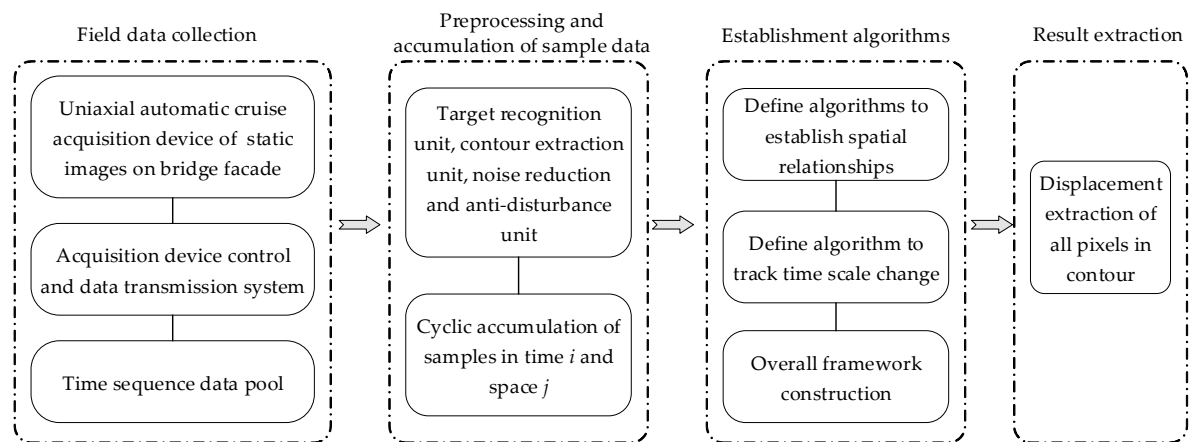 Field data collection
Uniaxial automatic cruise
acquisition device of static
images on bridge facade
Acquisition device control
and data transmission system
Time sequence data pool
Preprocessing and
accumulation of sample data
Target recognition
unit, contour extraction
unit, noise reduction
and anti-disturbance
unit
Cyclic accumulation of
samples in time i and
space j
Establishment algorithms
Define algorithms to
establish spatial
relationships
Define algorithm to
track time scale change
Overall framework
construction
Result extraction
Displacement
extraction of
all pixels in
contour